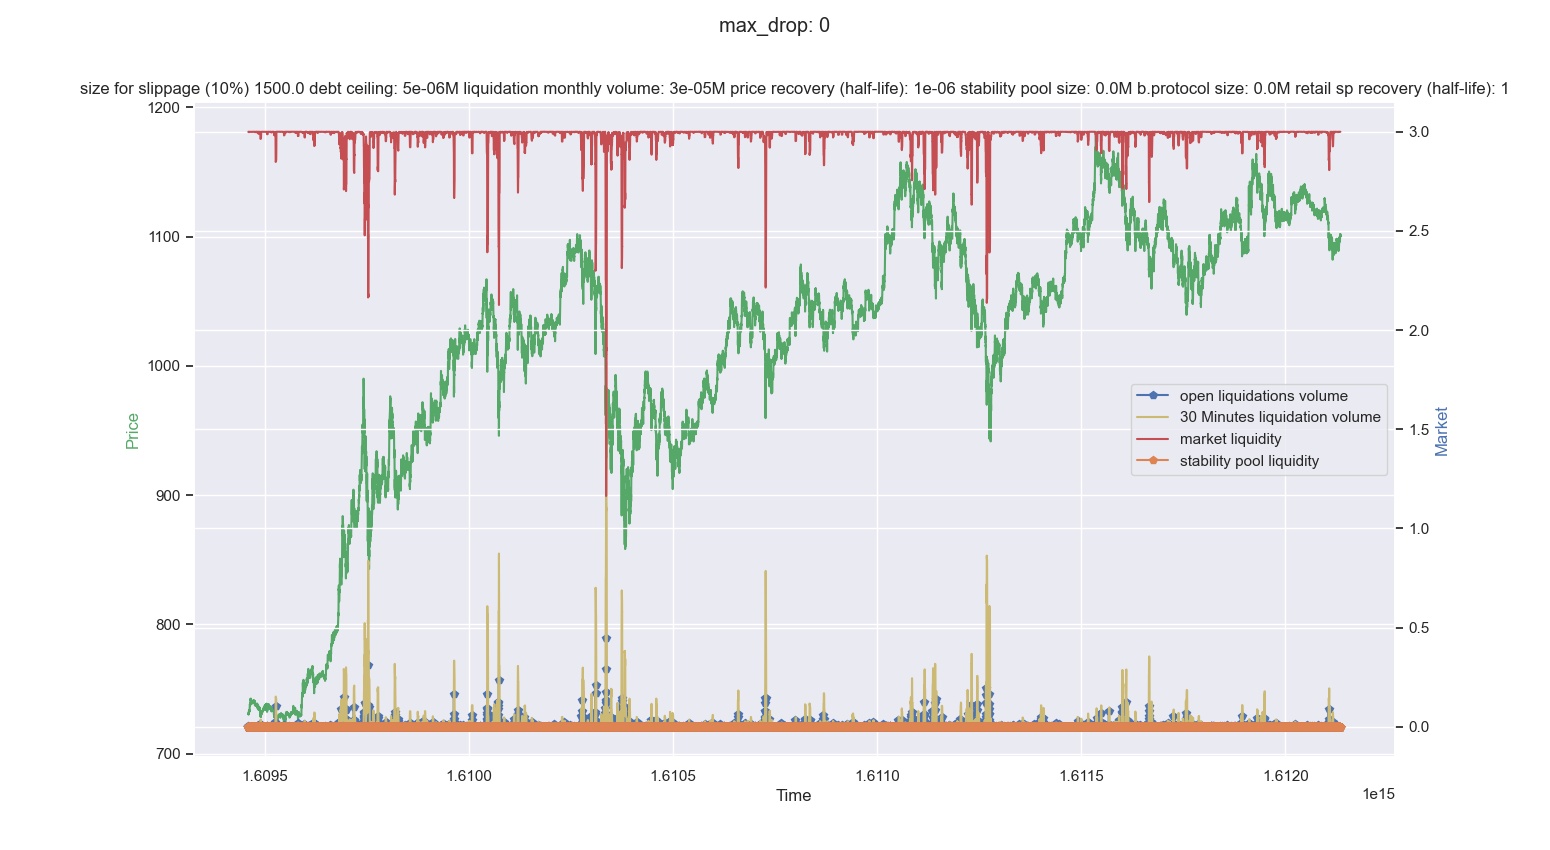 max_drop: 0
size for slippage (10%) 1500.0 debt ceiling: 5e-06M liquidation monthly volume: 3e-05M price recovery (half-life): 1e-06 stability pool size: 0.0M b.protocol size: 0.0M retail sp recovery (half-life): 1
1200
1100
1000
900
800
700
Price
3.0
2.5
2.0
1.5
1.0
0.5
0.0
Market
open liquidations volume
30 Minutes liquidation volume
market liquidity
stability pool liquidity
1.6095 1.6100 1.6105 1.6110 1.6115 1.6120
Time
1e15